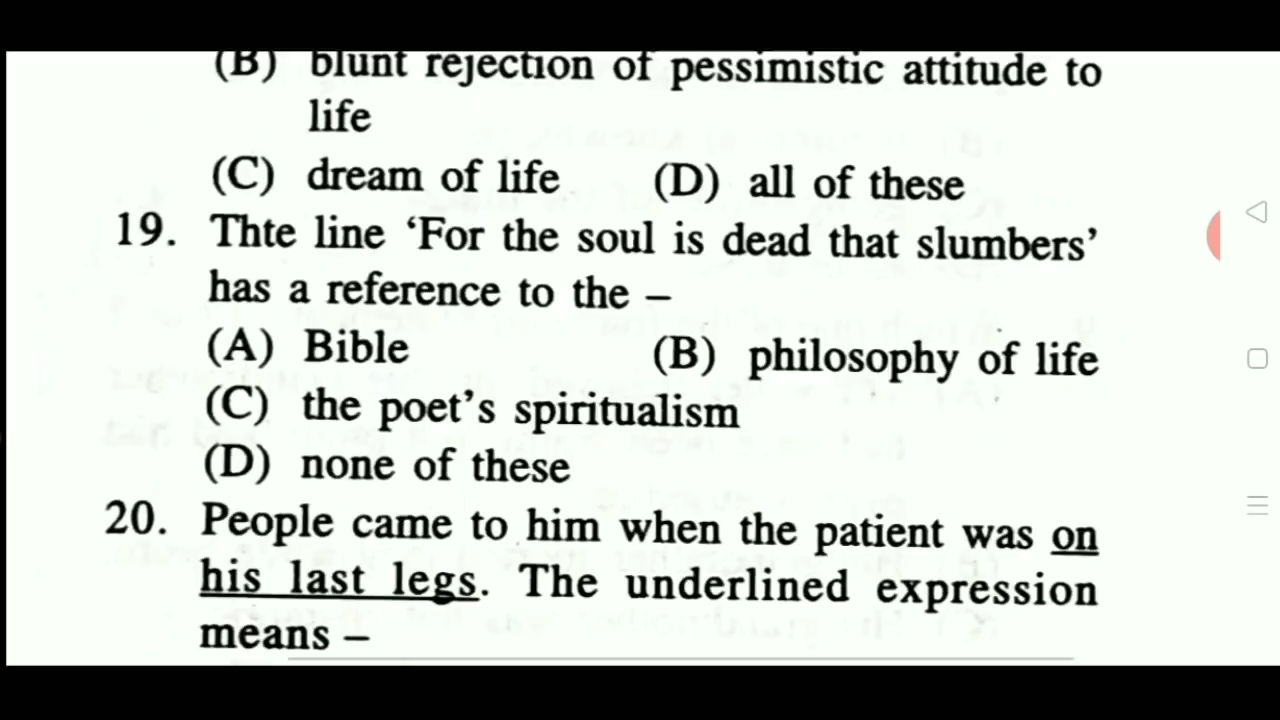 (B) blunt rejection of pessimistic attitude to
life
(C) dream of life (D) all of these
19. Thte line ‘For the soul is dead that slumbers’
has a reference to the –
(A) Bible (B) philosophy of life
(C) the poet’s spiritualism
(D) none of these
20. People came to him when the patient was on
his last legs. The underlined expression
means –